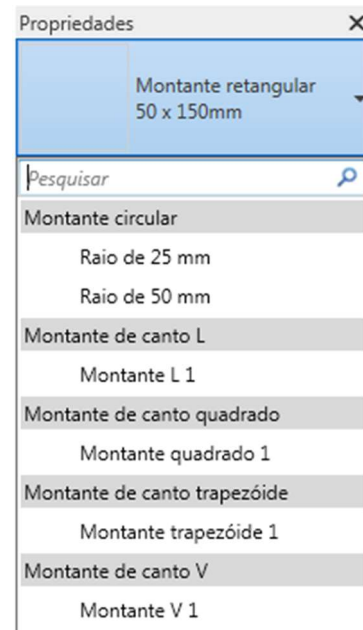 Propriedades
Montante retangular
50 x 150mm
Pesquisar
Montante circular
Raio de 25 mm
Raio de 50 mm
Montante de canto L
Montante L 1
Montante de canto quadrado
Montante quadrado 1
Montante de canto trapezóide
Montante trapezóide 1
Montante de canto V
Montante V 1